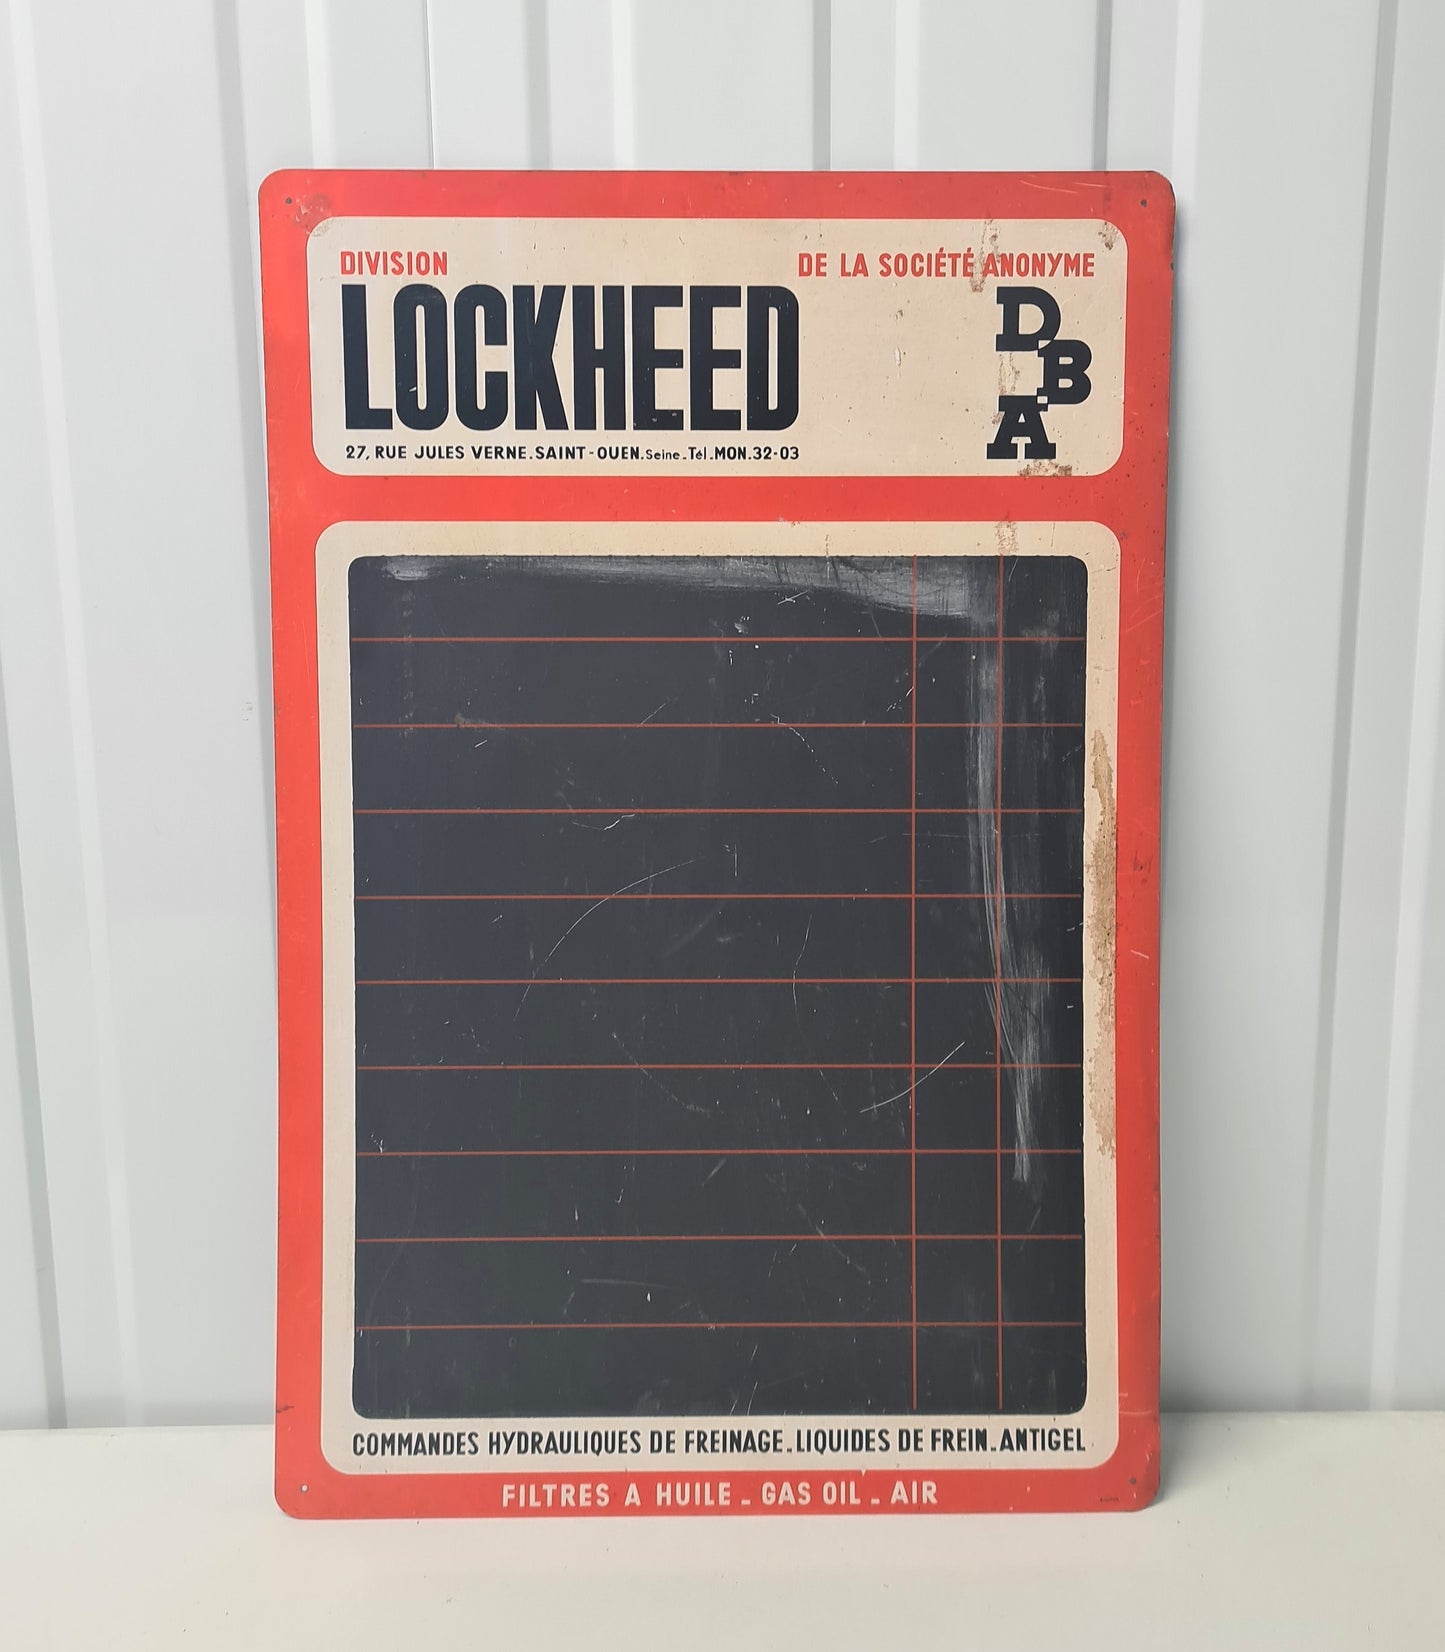 DIVISION
DE LA SOCIÉTÉ ANONYME
LOCKHEED
DBA
27, RUE JULES VERNE.SAINT-OUEN.Seine.Tél.MON.32-03
COMMANDES HYDRAULIQUES DE FREINAGE.LIQUIDES DE FREIN.ANTIGEL
FILTRES A HUILE - GAS OIL - AIR